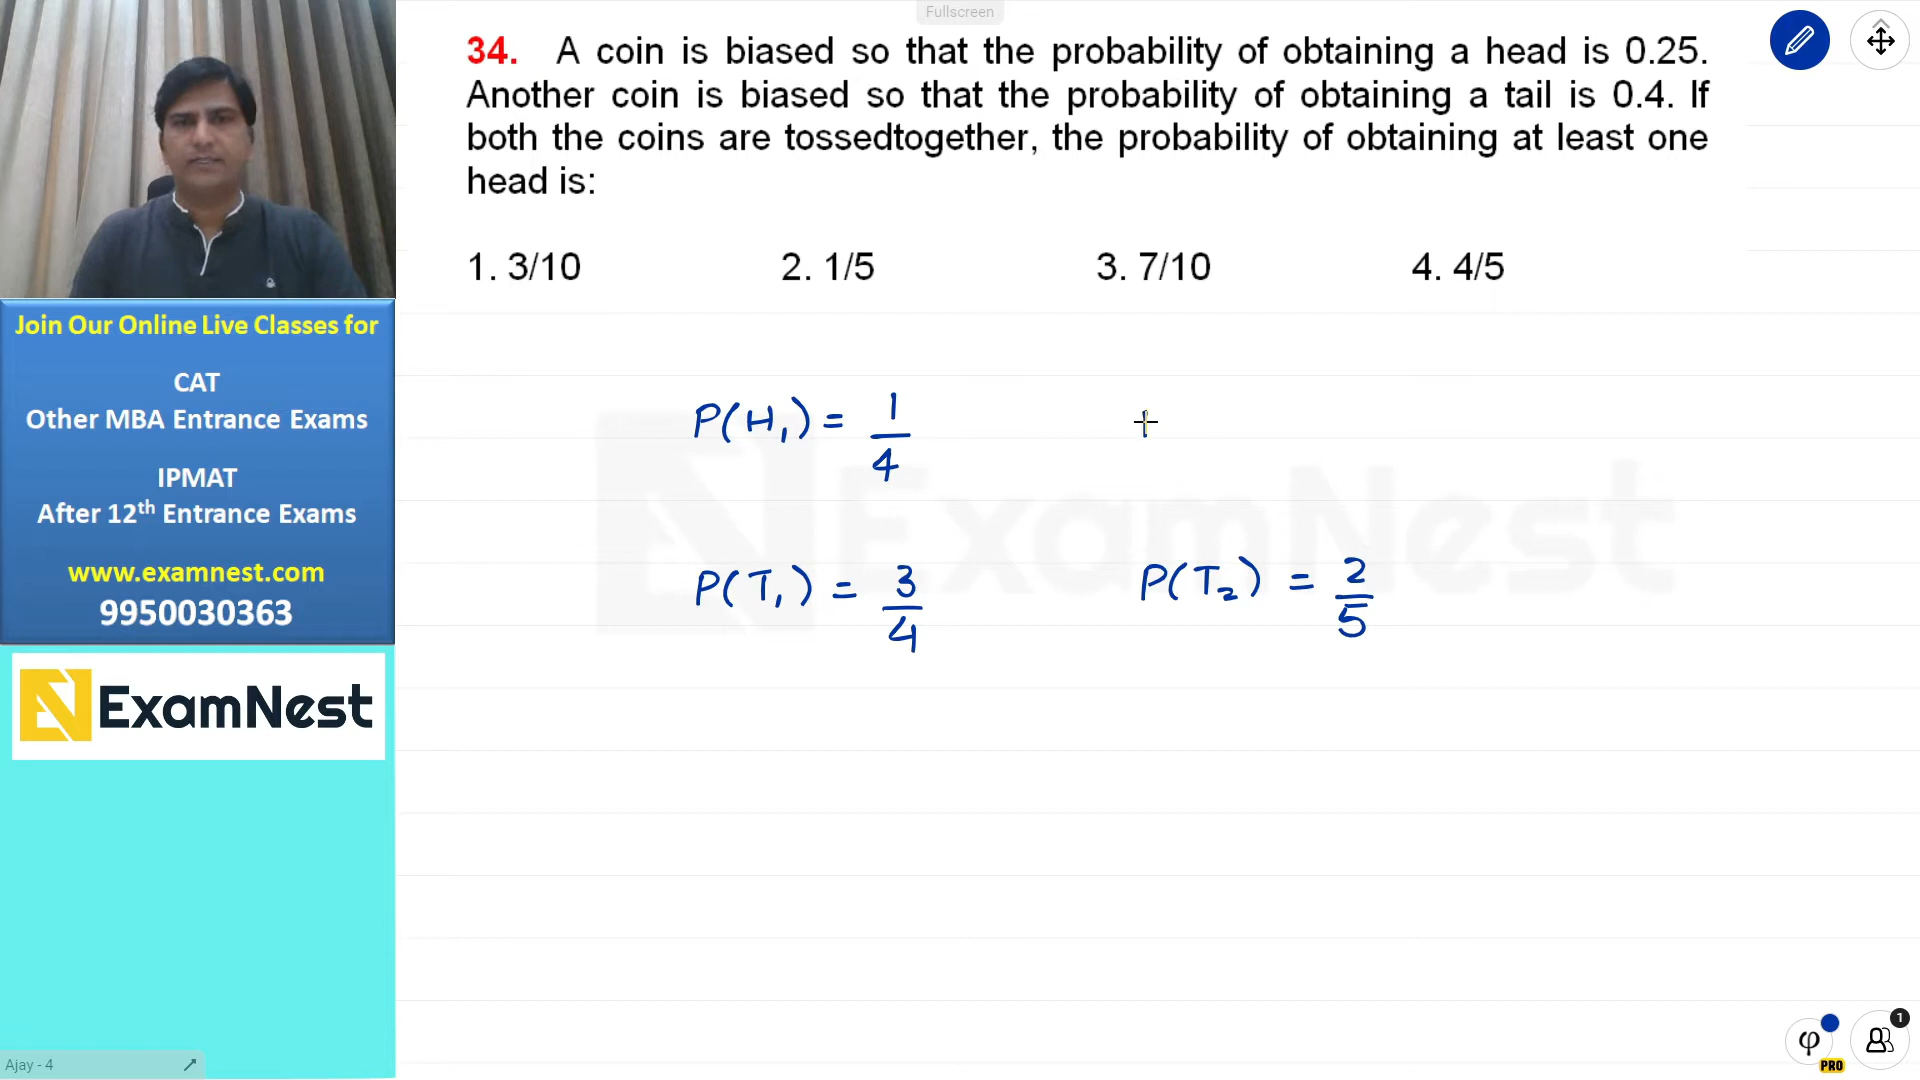 Fullscreen
34. A coin is biased so that the probability of obtaining a head is 0.25.
Another coin is biased so that the probability of obtaining a tail is 0.4. If
both the coins are tossedtogether, the probability of obtaining at least one
head is:
1. 3/10 2. 1/5 3. 7/10 4. 4/5
P(H₁) = 1/4
P(T₁) = 3/4 P(T₂) = 2/5
ExamNest
Join Our Online Live Classes for
CAT
Other MBA Entrance Exams
IPMAT
After 12th Entrance Exams
www.examnest.com
9950030363
ExamNest
Ajay - 4
φ
PRO
1